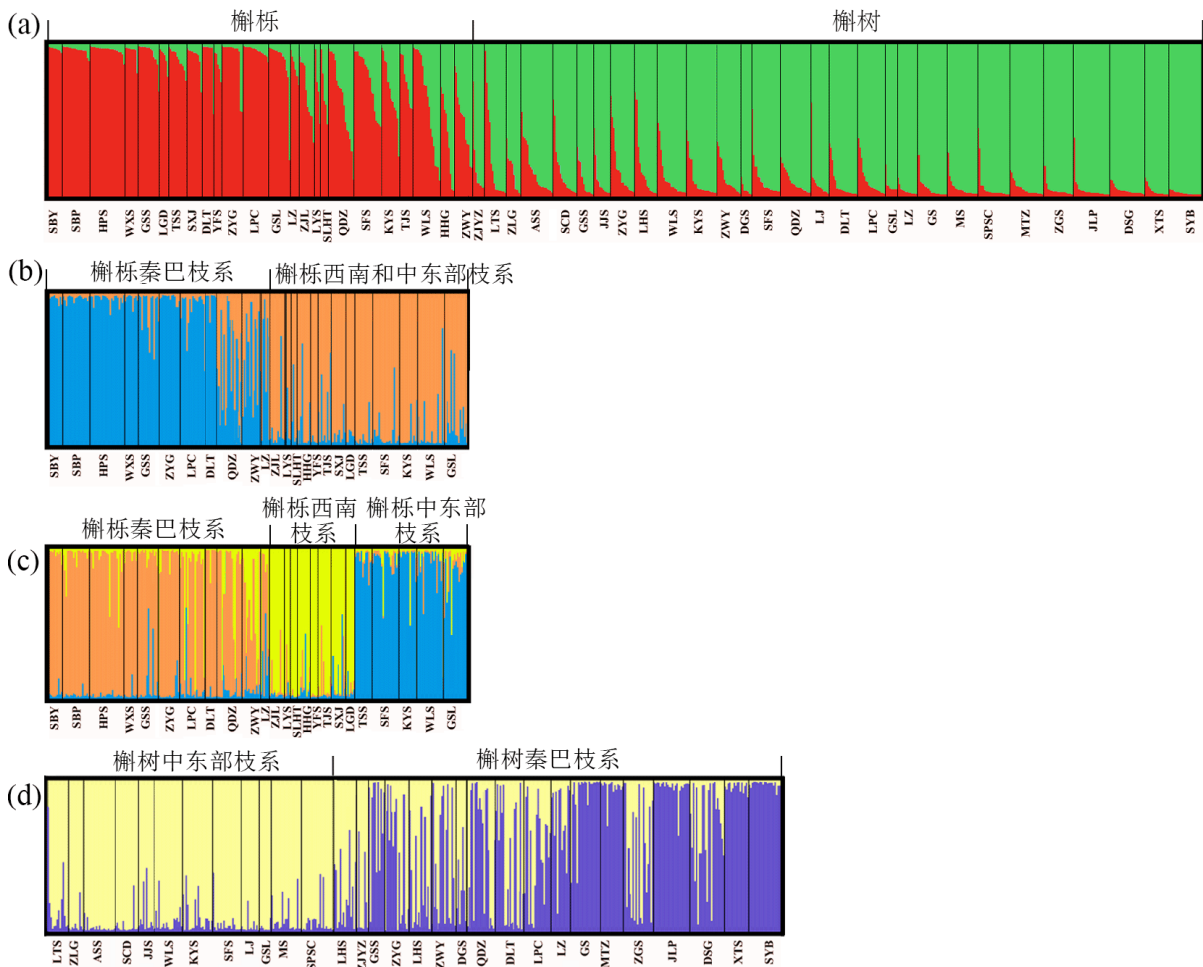 (a)
槲栎 槲树
SBY SBP HPS WXS GSS LGD TSS SXJ DLT YFS ZYG LPC GSL LZ ZJL LYS SLHT QDZ SFS KYS TJS WLS HHG ZWY ZJYZ LTS ZLG ASS SCD GSS JJS ZYG LHS WLS KYS ZWY DGS SFS QDZ LJ DLT LPC GSL LZ GS MS SPSC MTZ ZGS JLP DSG XTS SYB
(b)
槲栎秦巴枝系 槲栎西南和中东部枝系
SBY SBP HPS WXS GSS ZYG LPC DLT QDZ ZWY LZ ZJL LYS SLHT HHG YFS TJS SXJ LGD TSS SFS KYS WLS GSL
(c)
槲栎秦巴枝系 槲栎西南 槲栎中东部
枝系 枝系
SBY SBP HPS WXS GSS ZYG LPC DLT QDZ ZWY LZ ZJL LYS SLHT HHG YFS TJS SXJ LGD TSS SFS KYS WLS GSL
(d)
槲树中东部枝系 槲树秦巴枝系
LTS ZLG ASS SCD JJS WLS KYS SFS LJ GSL MS SPSC LHS ZJYZ GSS ZYG LHS ZWY DGS QDZ DLT LPC LZ GS MTZ ZGS JLP DSG XTS SYB